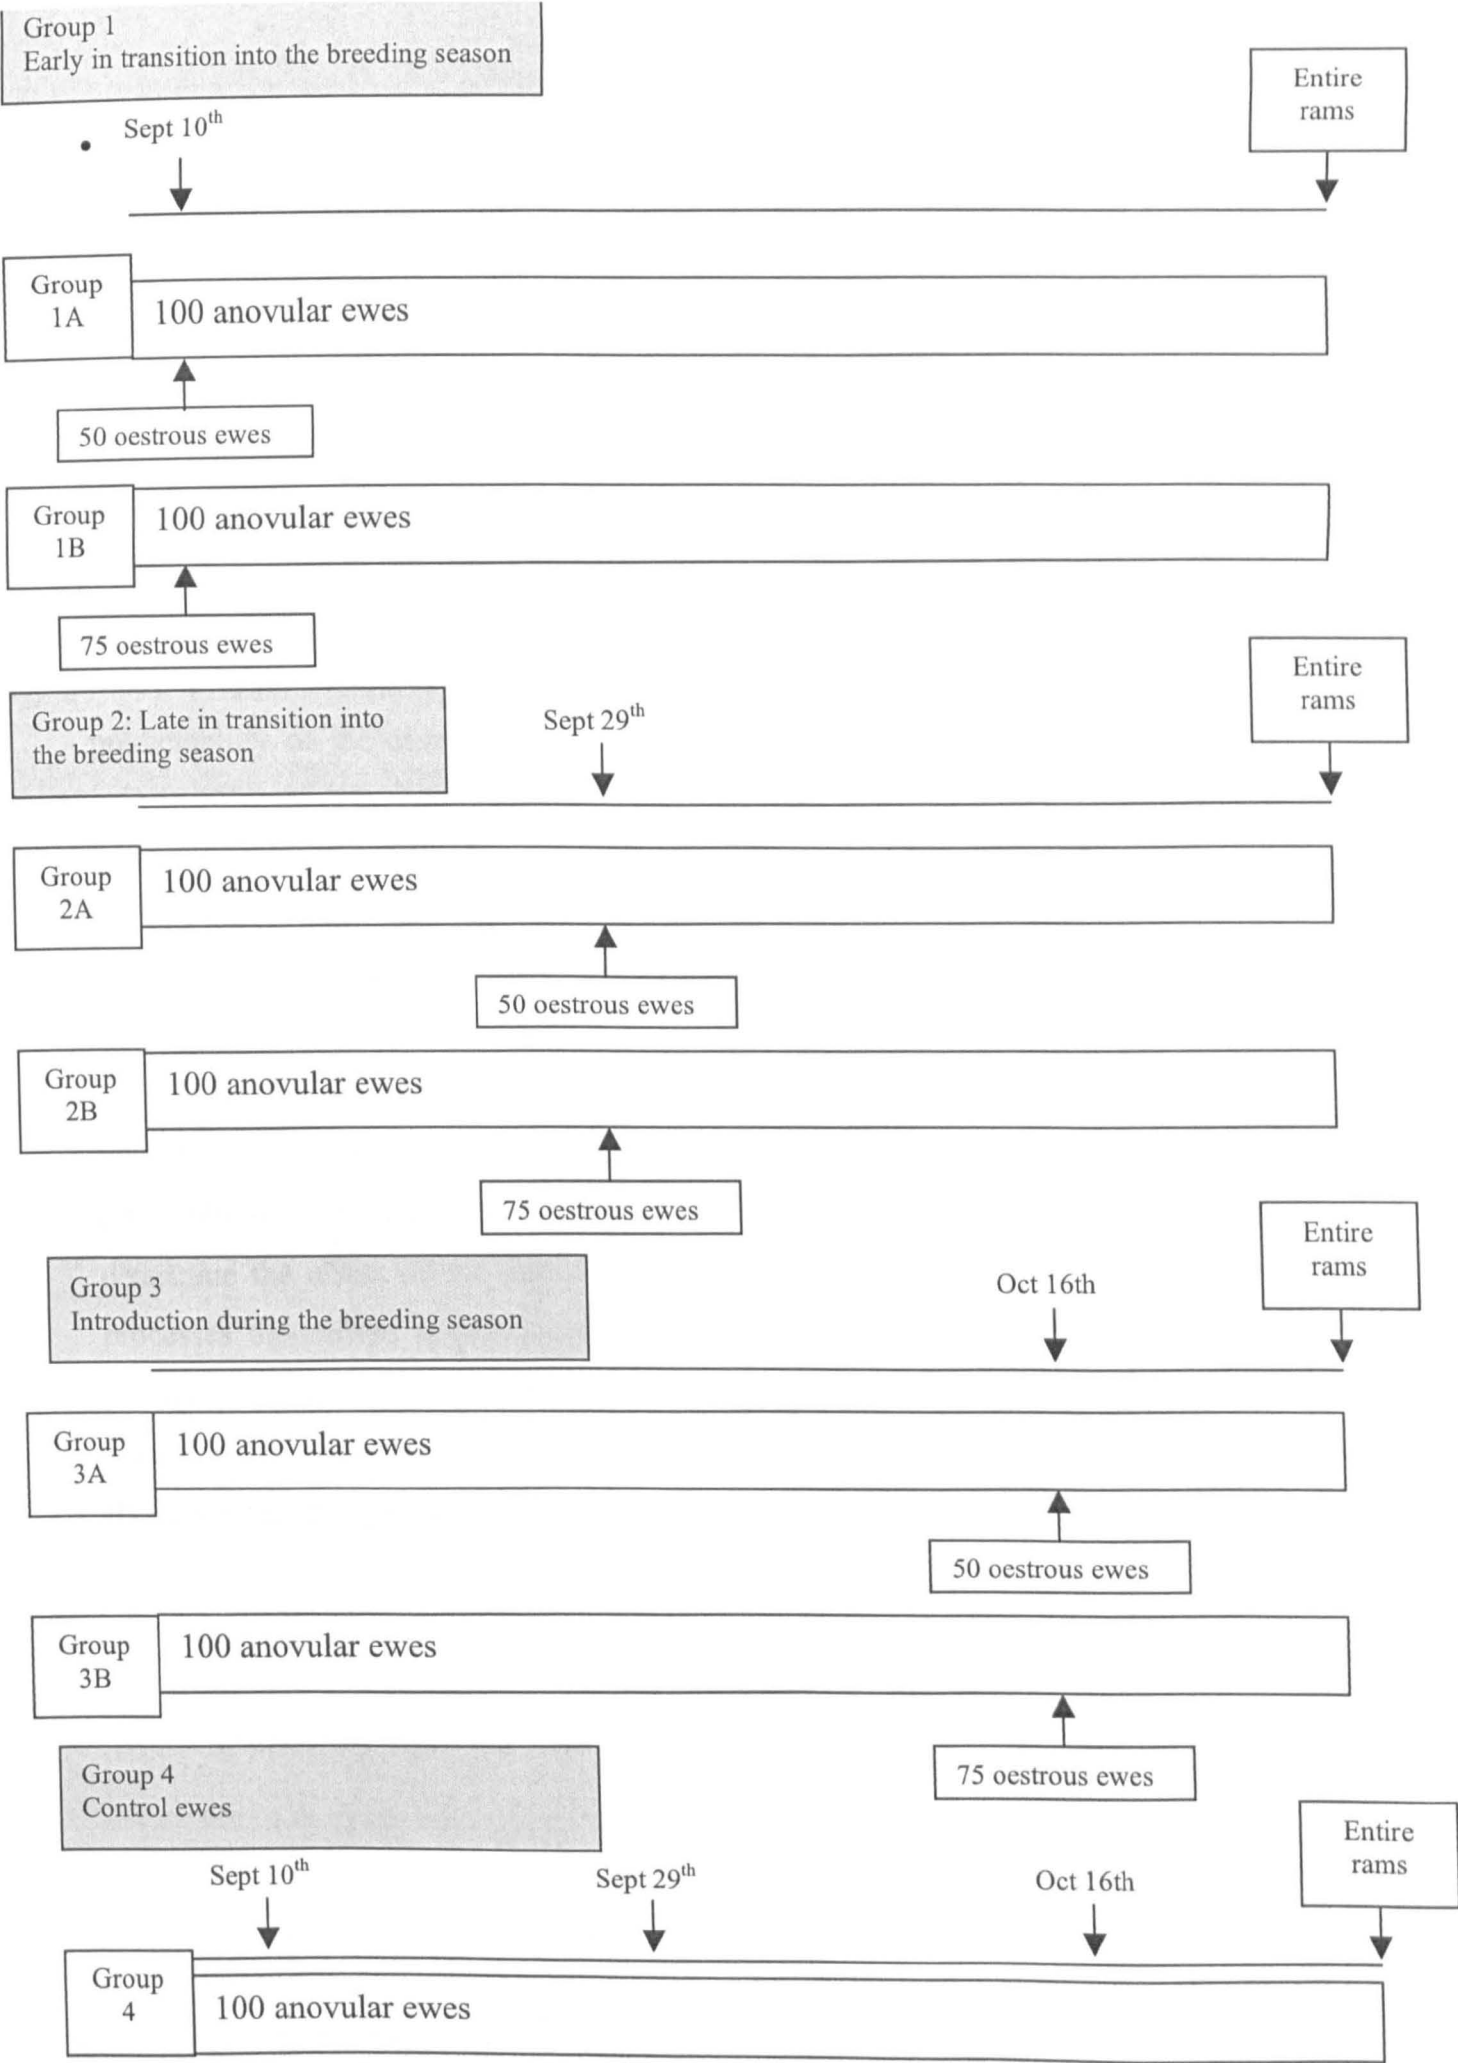 Group 1
Early in transition into the breeding season
Entire
rams
Sept 10th
Group
1A
100 anovular ewes
50 oestrous ewes
Group
1B
100 anovular ewes
75 oestrous ewes
Entire
rams
Group 2: Late in transition into
the breeding season
Sept 29th
Group
2A
100 anovular ewes
50 oestrous ewes
Group
2B
100 anovular ewes
75 oestrous ewes
Entire
rams
Group 3
Introduction during the breeding season
Oct 16th
Group
3A
100 anovular ewes
50 oestrous ewes
Group
3B
100 anovular ewes
75 oestrous ewes
Group 4
Control ewes
Entire
rams
Sept 10th
Sept 29th
Oct 16th
Group
4
100 anovular ewes